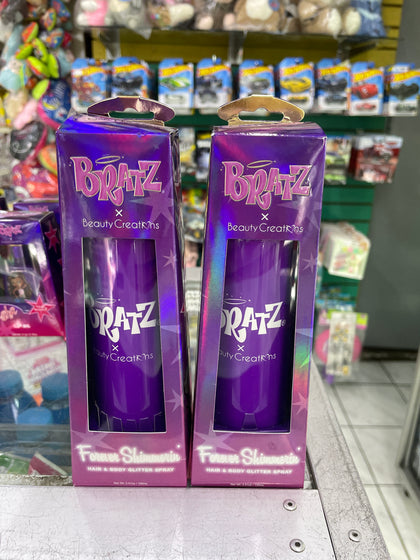 BRATZ
x
Beauty Creations
BRATZ
x
Beauty Creations
Forever Shimmerin'
HAIR & BODY GLITTER SPRAY
BRATZ
x
Beauty Creations
BRATZ
x
Beauty Creations
Forever Shimmerin'
HAIR & BODY GLITTER SPRAY